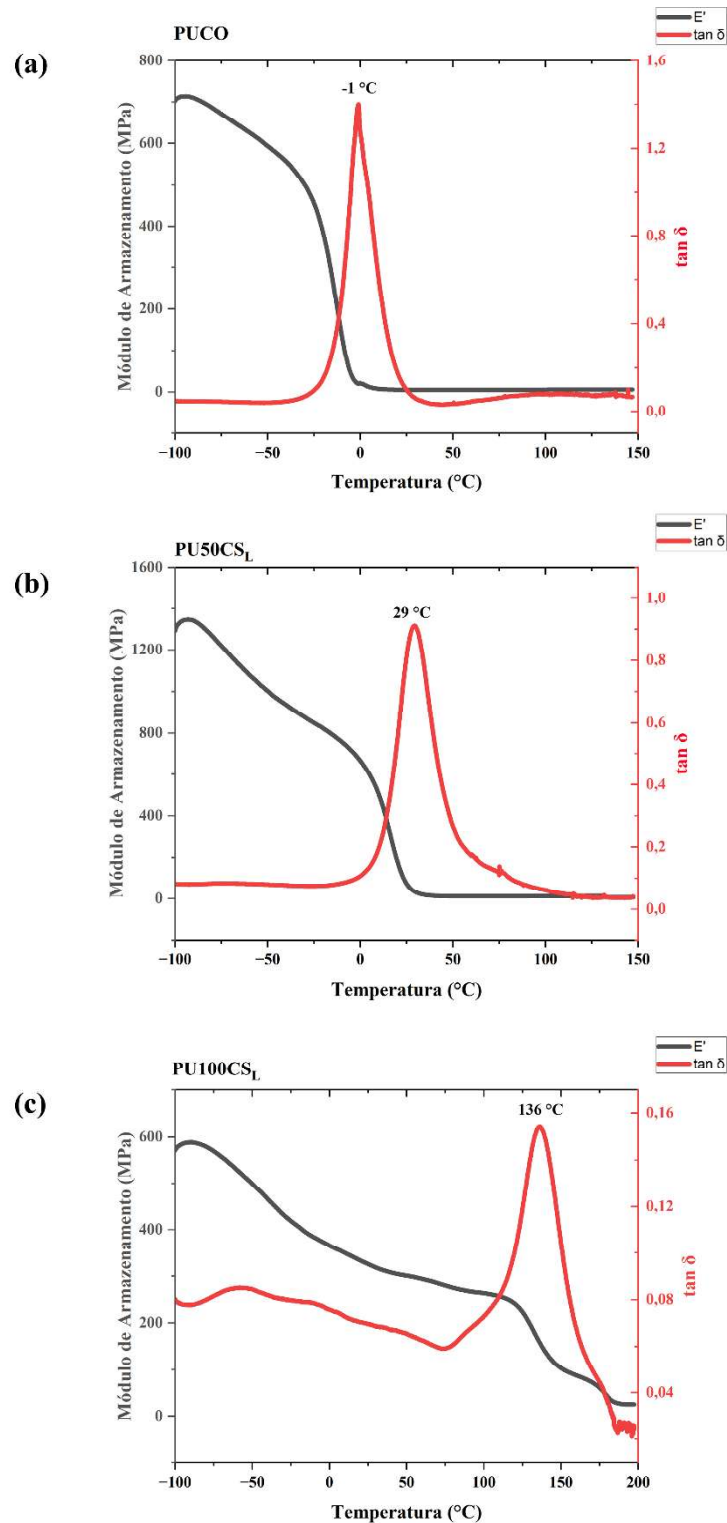 PUCO
E'
tan δ
(a)
-1 °C
800
600
400
200
0
Módulo de Armazenamento (MPa)
1,6
1,2
0,8
0,4
0,0
tan δ
−100 −50 0 50 100 150
Temperatura (°C)
PU50CSL
E'
tan δ
(b)
29 °C
1600
1200
800
400
0
Módulo de Armazenamento (MPa)
1,0
0,8
0,6
0,4
0,2
0,0
tan δ
−100 −50 0 50 100 150
Temperatura (°C)
PU100CSL
E'
tan δ
(c)
136 °C
600
400
200
0
Módulo de Armazenamento (MPa)
0,16
0,12
0,08
0,04
tan δ
−100 −50 0 50 100 150 200
Temperatura (°C)